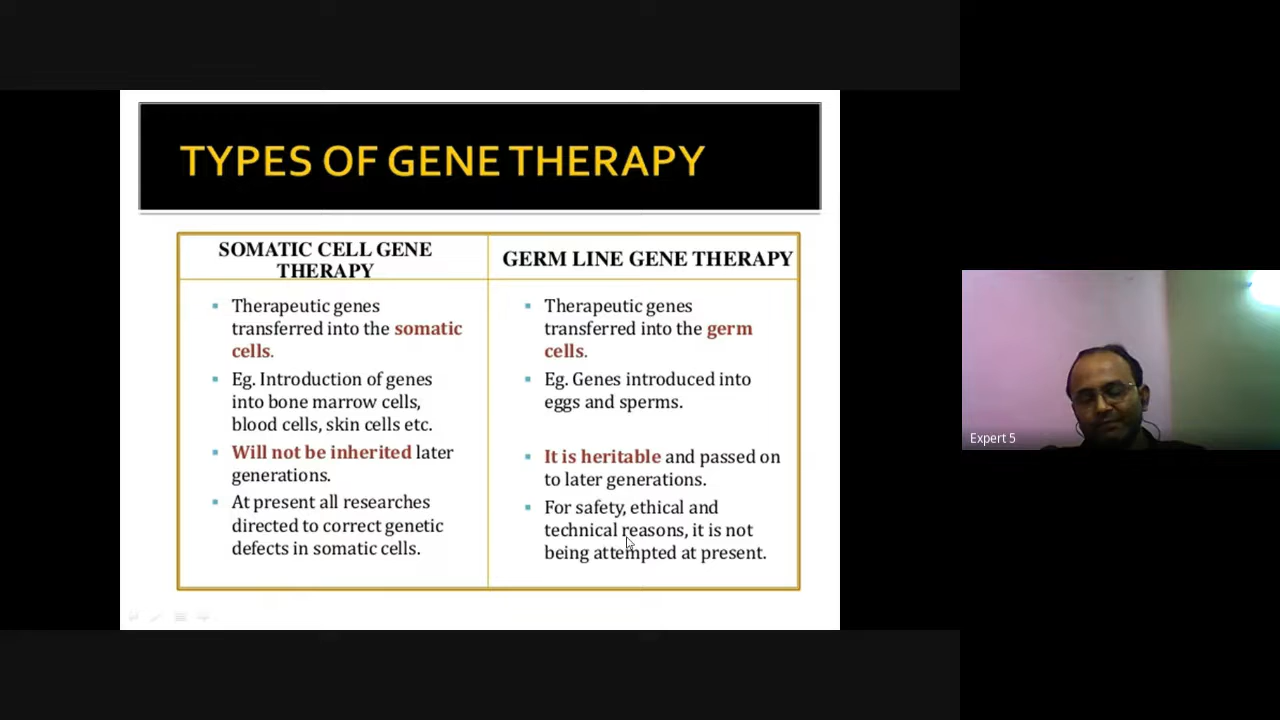 TYPES OF GENE THERAPY
SOMATIC CELL GENE
THERAPY
Therapeutic genes
transferred into the somatic
cells.
Eg. Introduction of genes
into bone marrow cells,
blood cells, skin cells etc.
Will not be inherited later
generations.
At present all researches
directed to correct genetic
defects in somatic cells.
GERM LINE GENE THERAPY
Therapeutic genes
transferred into the germ
cells.
Eg. Genes introduced into
eggs and sperms.
It is heritable and passed on
to later generations.
For safety, ethical and
technical reasons, it is not
being attempted at present.
Expert 5